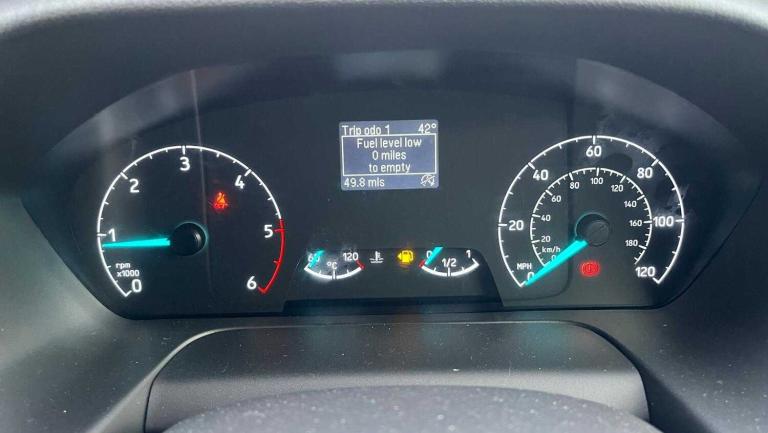 Trip odo 1 42°
Fuel level low
0 miles
to empty
49.8 mls
0 1 2 3 4 5 6
rpm
x1000
60 120
°C
0 1/2 1
0 20 40 60 80 100 120
MPH
0 20 40 60 80 100 120 140 160 180
km/h